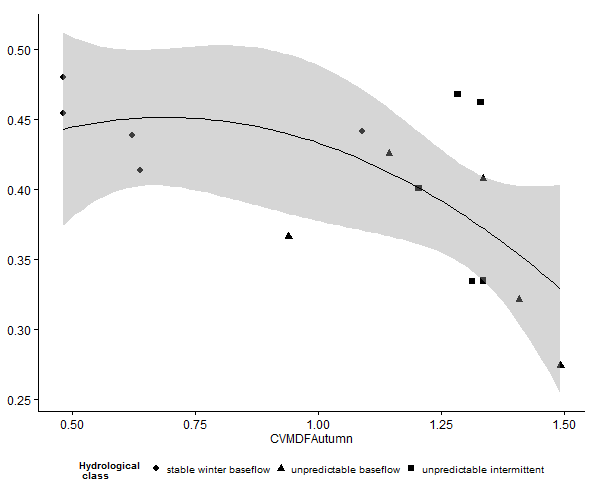 0.50
0.45
0.40
0.35
0.30
0.25
0.50 0.75 1.00 1.25 1.50
CVMDFAutumn
Hydrological class stable winter baseflow unpredictable baseflow unpredictable intermittent